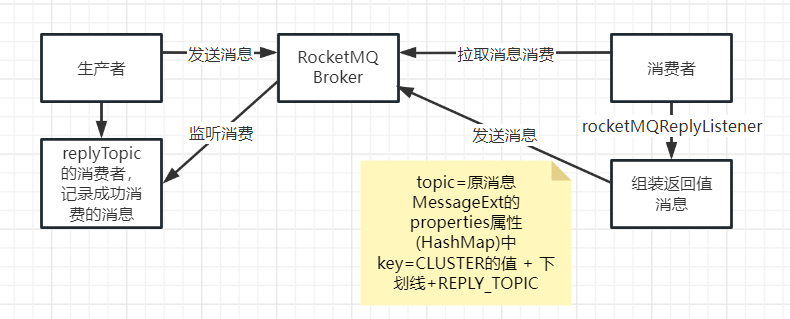 生产者
发送消息
RocketMQ
Broker
拉取消息消费
消费者
监听消费
发送消息
rocketMQReplyListener
replyTopic
的消费者,
记录成功消
费的消息
组装返回值
消息
topic=原消息
MessageExt的
properties属性
(HashMap)中
key=CLUSTER的值 + 下
划线+REPLY_TOPIC